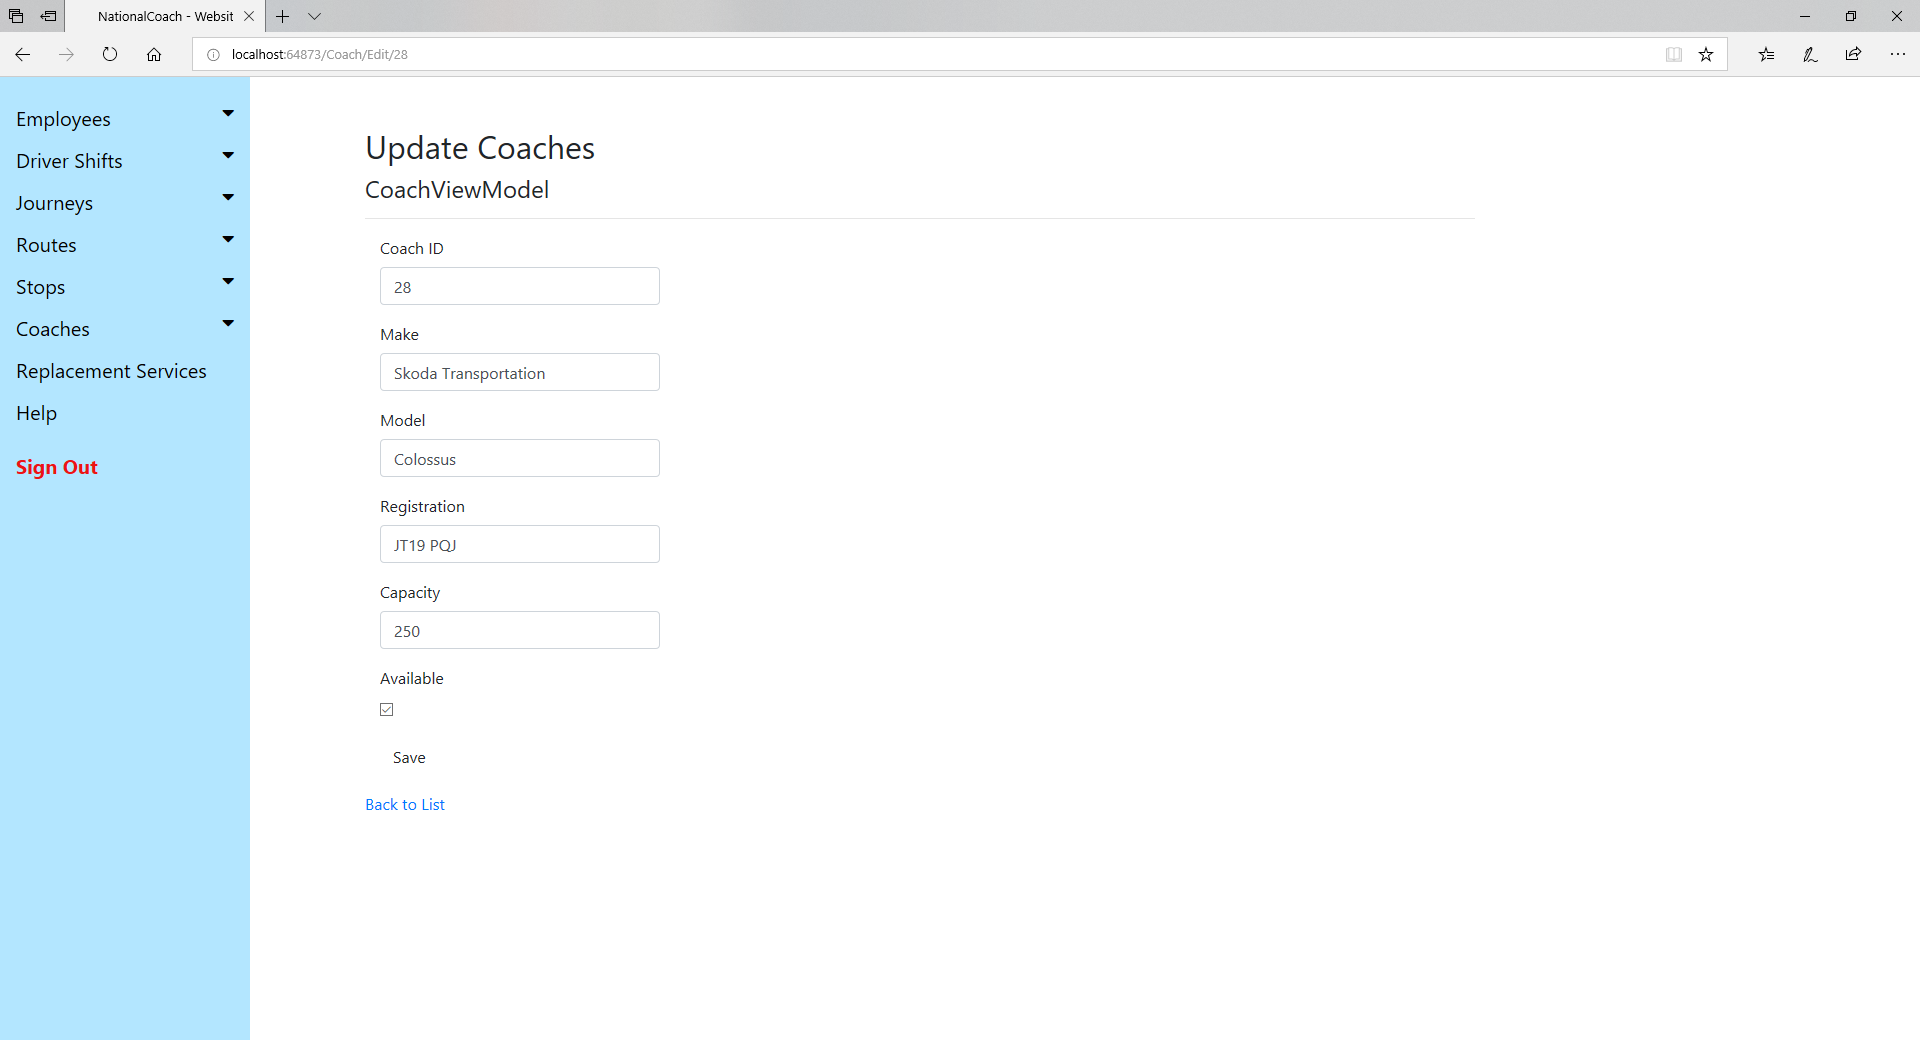 NationalCoach - Websit
localhost:64873/Coach/Edit/28
Employees
Driver Shifts
Journeys
Routes
Stops
Coaches
Replacement Services
Help
Sign Out
Update Coaches
CoachViewModel
Coach ID
28
Make
Skoda Transportation
Model
Colossus
Registration
JT19 PQJ
Capacity
250
Available
Save
Back to List